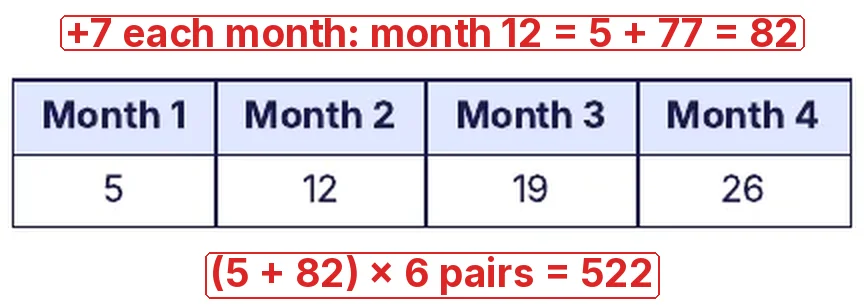 +7 each month: month 12 = 5 + 77 = 82
Month 1 Month 2 Month 3 Month 4
5 12 19 26
(5 + 82) × 6 pairs = 522